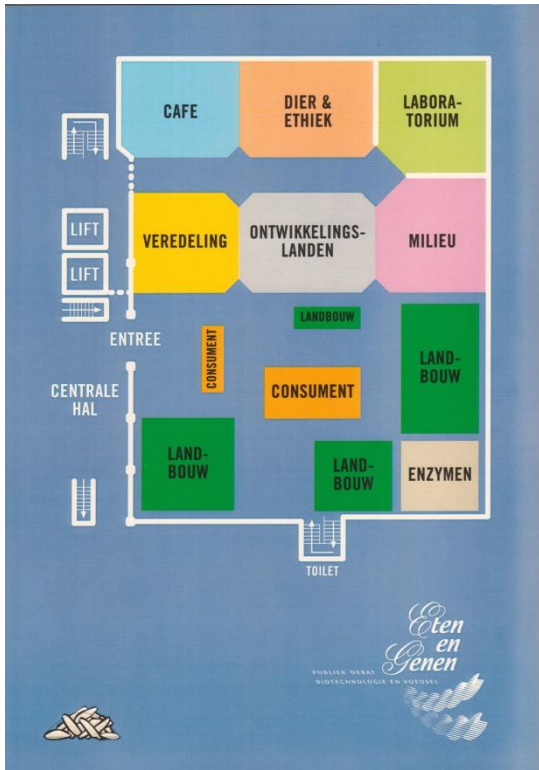 CAFE
DIER &
ETHIEK
LABORA-
TORIUM
LIFT
LIFT
VEREDELING
ONTWIKKELINGS-
LANDEN
MILIEU
LANDBOUW
ENTREE
CONSUMENT
LAND-
BOUW
CENTRALE
HAL
CONSUMENT
LAND-
BOUW
LAND-
BOUW
ENZYMEN
TOILET
Eten
en
Genen
PUBLIEK DEBAT
BIOTECHNOLOGIE EN VOEDSEL